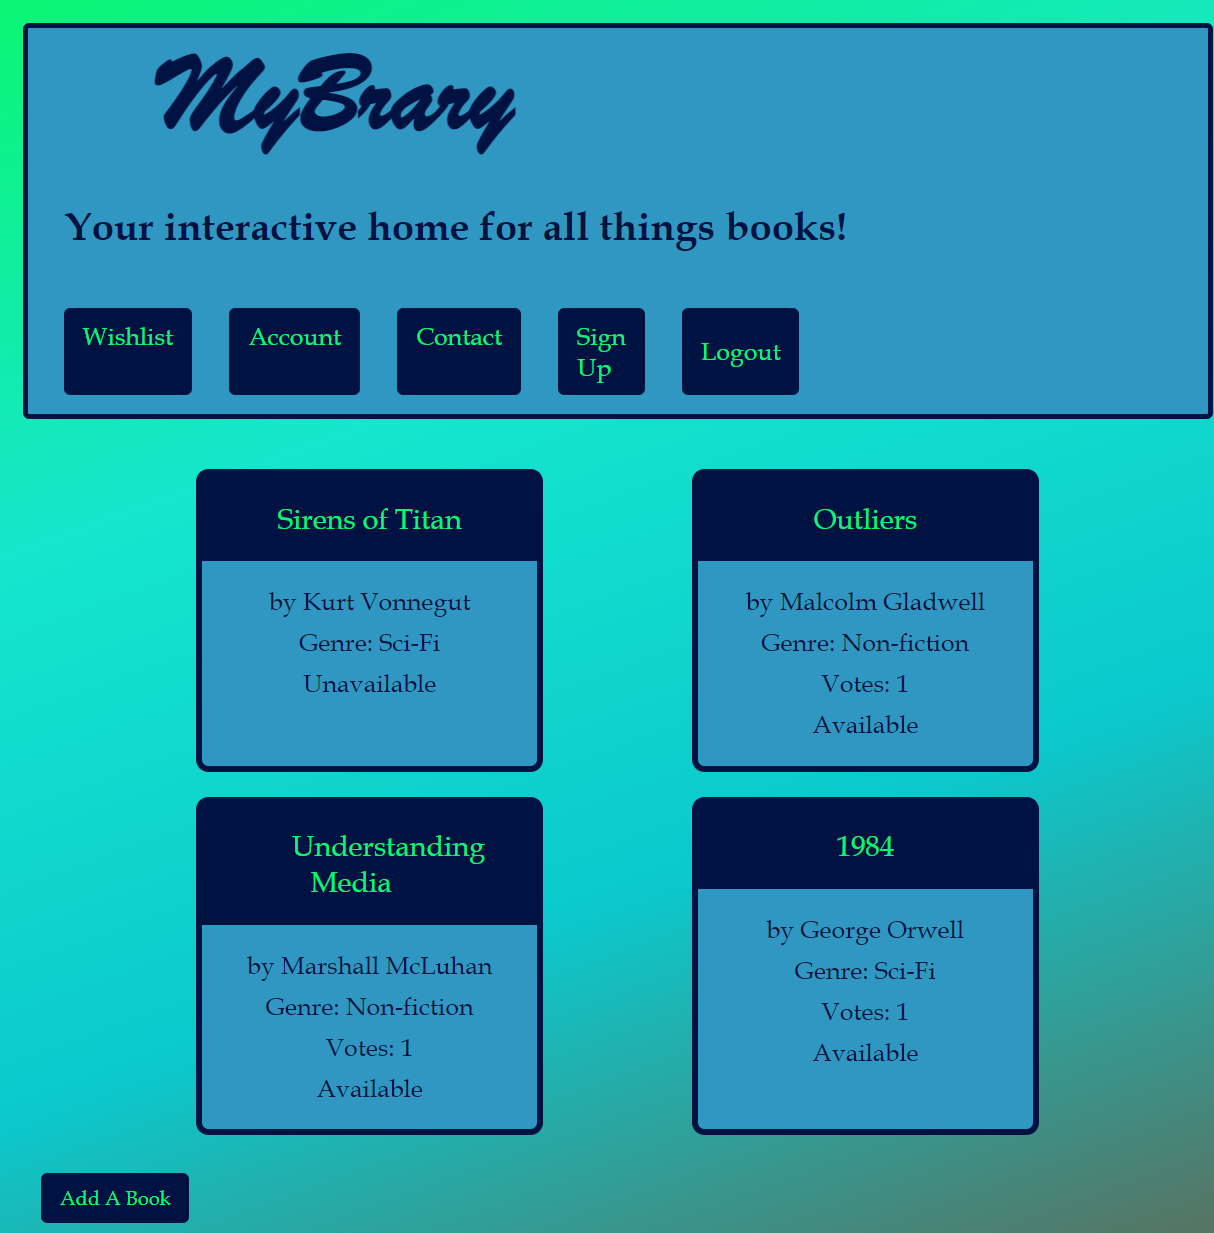 MyBrary
Your interactive home for all things books!
Wishlist
Account
Contact
Sign
Up
Logout
Sirens of Titan
by Kurt Vonnegut
Genre: Sci-Fi
Unavailable
Outliers
by Malcolm Gladwell
Genre: Non-fiction
Votes: 1
Available
Understanding
Media
by Marshall McLuhan
Genre: Non-fiction
Votes: 1
Available
1984
by George Orwell
Genre: Sci-Fi
Votes: 1
Available
Add A Book